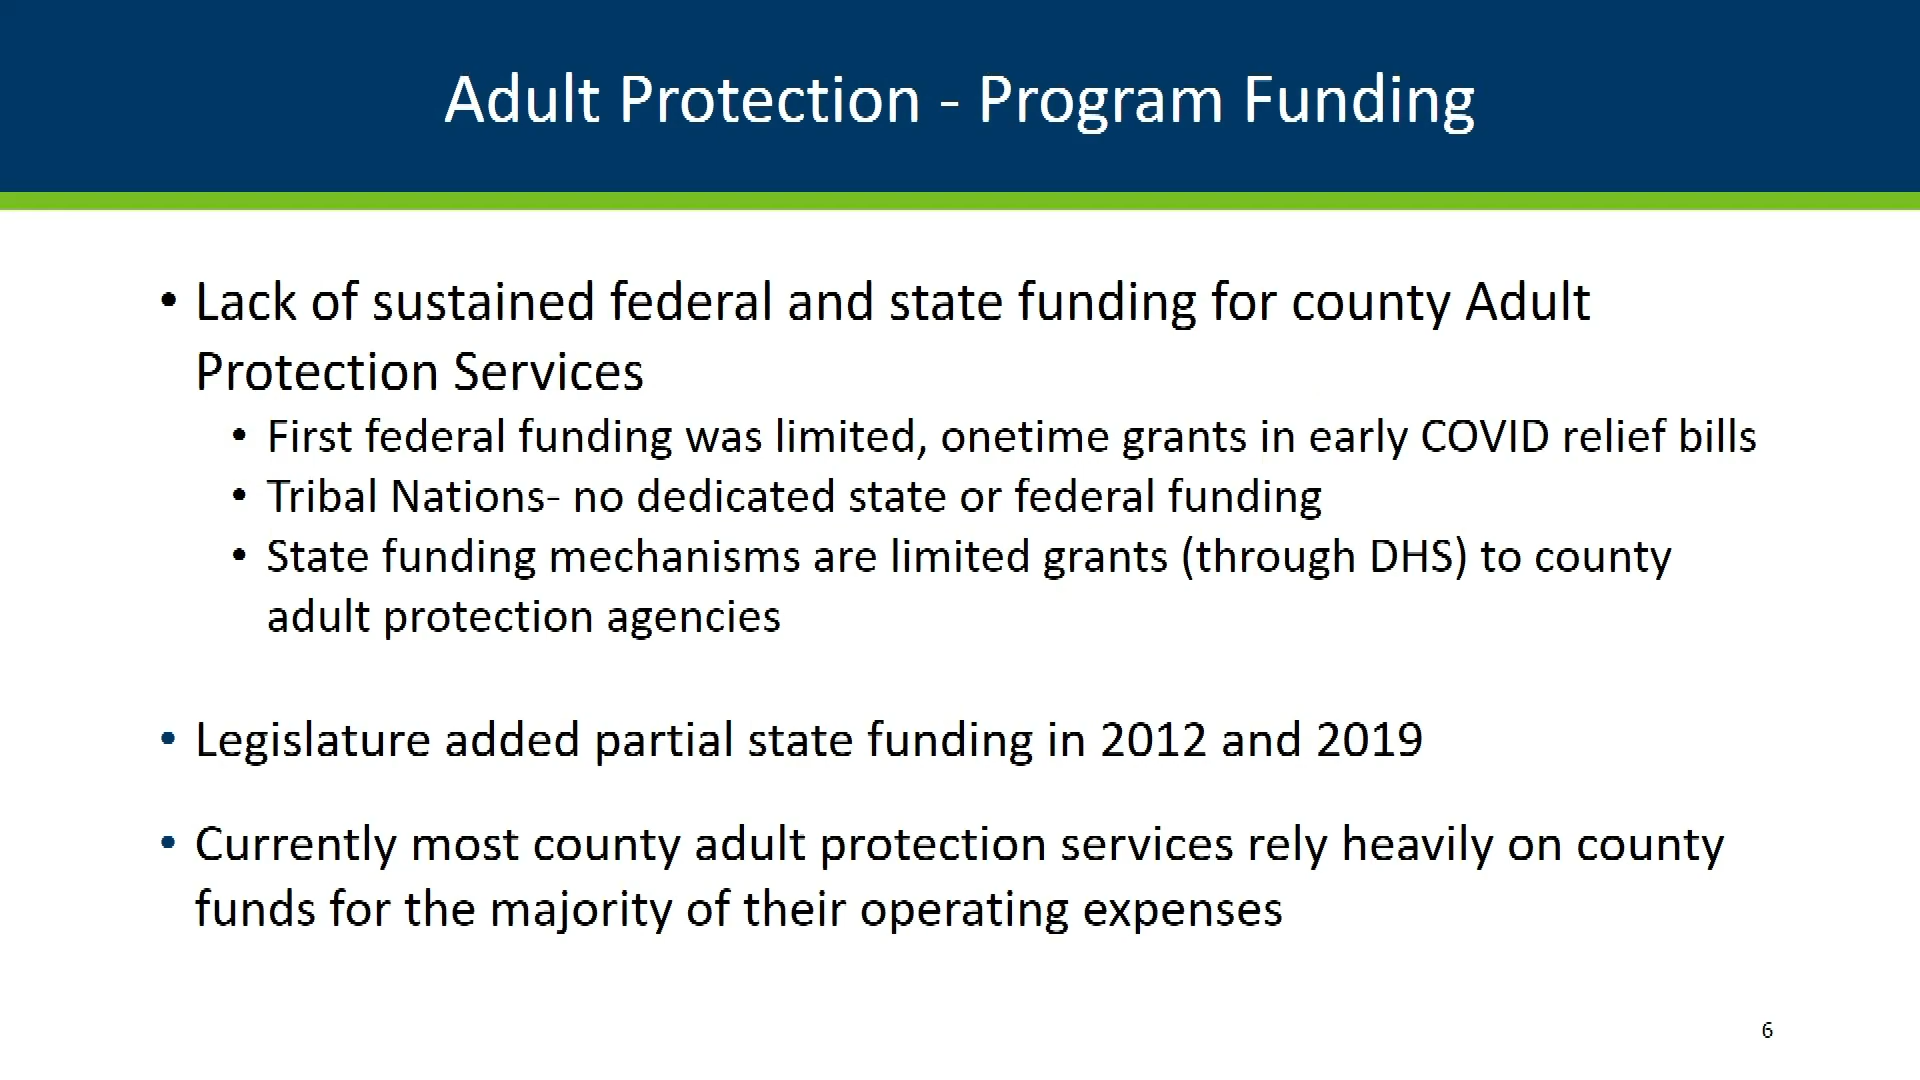 Adult Protection - Program Funding
• Lack of sustained federal and state funding for county Adult
Protection Services
• First federal funding was limited, onetime grants in early COVID relief bills
• Tribal Nations- no dedicated state or federal funding
• State funding mechanisms are limited grants (through DHS) to county
adult protection agencies
• Legislature added partial state funding in 2012 and 2019
• Currently most county adult protection services rely heavily on county
funds for the majority of their operating expenses
6